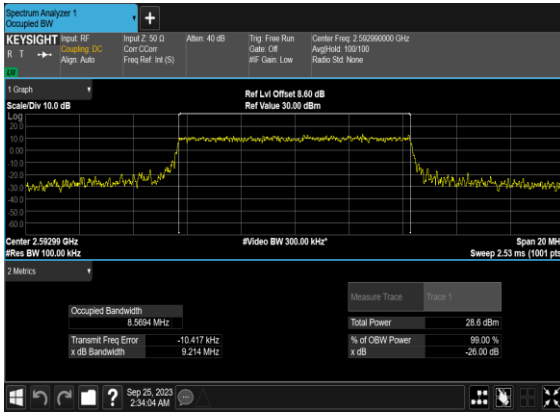 Spectrum Analyzer 1
Occupied BW
KEYSIGHT
R T
LW
Input: RF
Coupling: DC
Align: Auto
Input Z: 50 Ω
Corr CCorr
Freq Ref: Int (S)
Atten: 40 dB
Trig: Free Run
Gate: Off
#IF Gain: Low
Center Freq: 2.592990000 GHz
Avg|Hold: 100/100
Radio Std: None
1 Graph
Scale/Div 10.0 dB
Ref Lvl Offset 8.60 dB
Ref Value 30.00 dBm
Log
20.0
10.0
0.00
-10.0
-20.0
-30.0
-40.0
-50.0
-60.0
Center 2.59299 GHz
#Res BW 100.00 kHz
#Video BW 300.00 kHz*
Span 20 MH
Sweep 2.53 ms (1001 pts
2 Metrics
Measure Trace Trace 1
Occupied Bandwidth
8.5694 MHz
Total Power 28.6 dBm
Transmit Freq Error -10.417 kHz
x dB Bandwidth 9.214 MHz
% of OBW Power 99.00 %
x dB -26.00 dB
?
Sep 25, 2023
2:34:04 AM